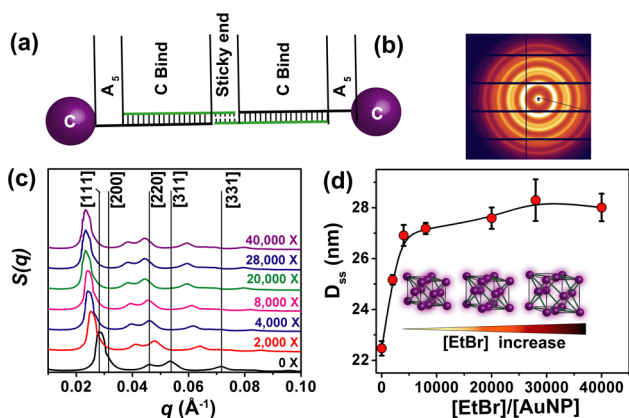 (a)
A5
C Bind
Sticky end
C Bind
A5
C
C
(b)
(c)
[111]
[200]
[220]
[311]
[331]
S(q)
40,000 X
28,000 X
20,000 X
8,000 X
4,000 X
2,000 X
0 X
0.02 0.04 0.06 0.08 0.10
q (Å⁻¹)
(d)
Dss (nm)
28
26
24
22
[EtBr] increase
0 10000 20000 30000 40000
[EtBr]/[AuNP]